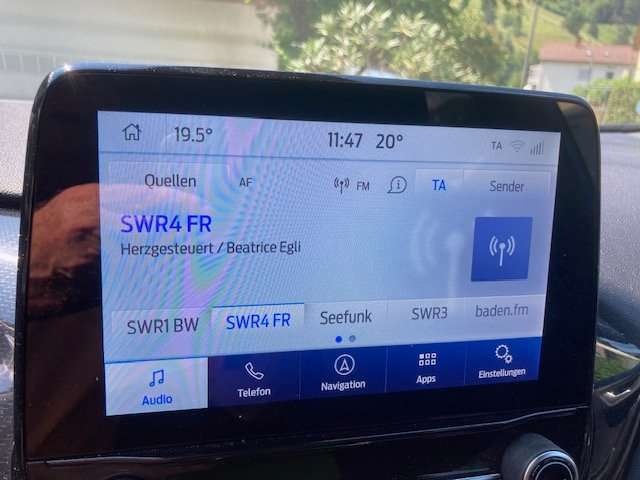 19.5° 11:47 20° TA
Quellen AF FM TA Sender
SWR4 FR
Herzgesteuert / Beatrice Egli
SWR1 BW SWR4 FR Seefunk SWR3 baden.fm
Audio Telefon Navigation Apps Einstellungen